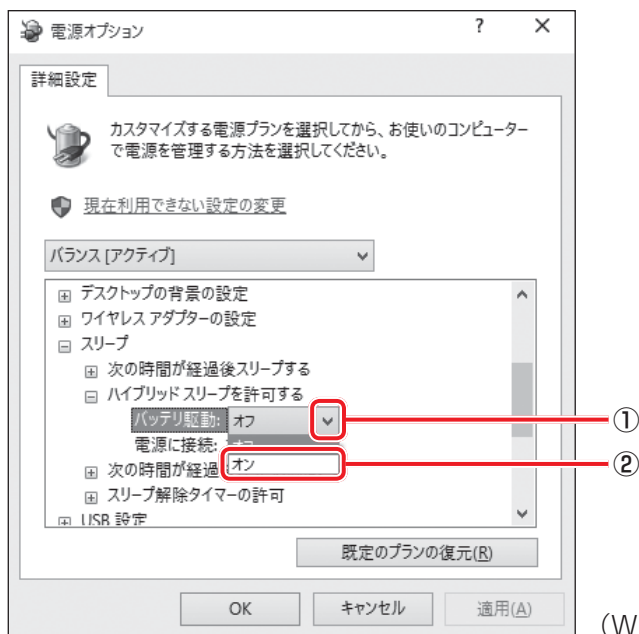 電源オプション
?
×
詳細設定
カスタマイズする電源プランを選択してから、お使いのコンピューター
で電源を管理する方法を選択してください。
現在利用できない設定の変更
バランス [アクティブ]
デスクトップの背景の設定
ワイヤレス アダプターの設定
スリープ
次の時間が経過後スリープする
ハイブリッド スリープを許可する
バッテリ駆動: オフ
①
電源に接続:
次の時間が経過 オン
②
スリープ解除タイマーの許可
USB 設定
既定のプランの復元(R)
OK キャンセル 適用(A)
(W